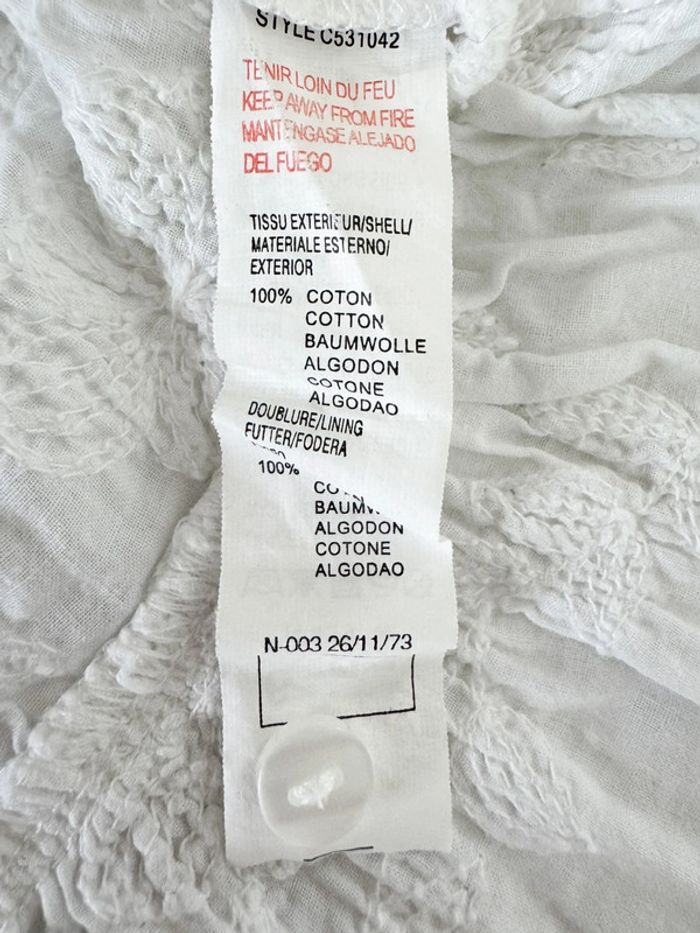 STYLE C531042
TENIR LOIN DU FEU
KEEP AWAY FROM FIRE
MANTENGASE ALEJADO
DEL FUEGO
TISSU EXTERIEUR/SHELL/
MATERIALE ESTERNO/
EXTERIOR
100% COTON
COTTON
BAUMWOLLE
ALGODON
COTONE
ALGODAO
DOUBLURE/LINING
FUTTER/FODERA
100%
ALGODON
COTONE
ALGODAO
N-003 26/11/73